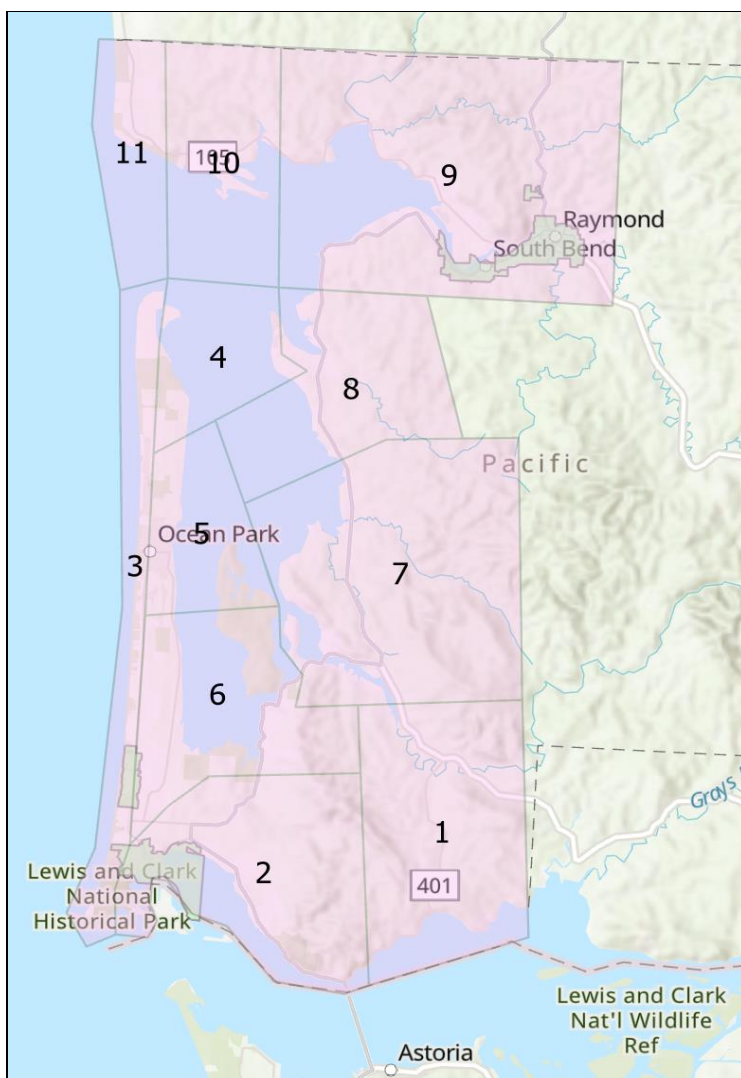 11
105
10
9
Raymond
South Bend
4
8
Pacific
Ocean Park
5
3
7
6
Grays
1
2
401
Lewis and Clark
National
Historical Park
Lewis and Clark
Nat'l Wildlife
Ref
Astoria